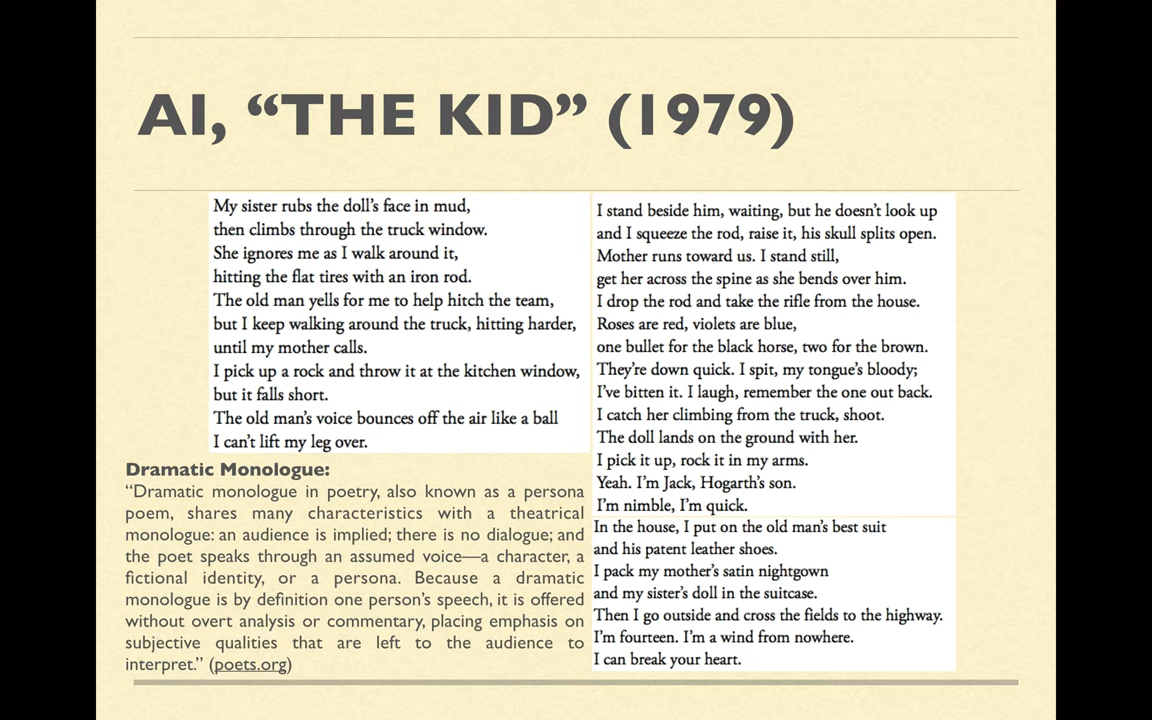 AI, “THE KID” (1979)
My sister rubs the doll’s face in mud,
then climbs through the truck window.
She ignores me as I walk around it,
hitting the flat tires with an iron rod.
The old man yells for me to help hitch the team,
but I keep walking around the truck, hitting harder,
until my mother calls.
I pick up a rock and throw it at the kitchen window,
but it falls short.
The old man’s voice bounces off the air like a ball
I can’t lift my leg over.
I stand beside him, waiting, but he doesn’t look up
and I squeeze the rod, raise it, his skull splits open.
Mother runs toward us. I stand still,
get her across the spine as she bends over him.
I drop the rod and take the rifle from the house.
Roses are red, violets are blue,
one bullet for the black horse, two for the brown.
They’re down quick. I spit, my tongue’s bloody;
I’ve bitten it. I laugh, remember the one out back.
I catch her climbing from the truck, shoot.
The doll lands on the ground with her.
I pick it up, rock it in my arms.
Yeah. I’m Jack, Hogarth’s son.
I’m nimble, I’m quick.
In the house, I put on the old man’s best suit
and his patent leather shoes.
I pack my mother’s satin nightgown
and my sister’s doll in the suitcase.
Then I go outside and cross the fields to the highway.
I’m fourteen. I’m a wind from nowhere.
I can break your heart.
Dramatic Monologue:
“Dramatic monologue in poetry, also known as a persona
poem, shares many characteristics with a theatrical
monologue: an audience is implied; there is no dialogue; and
the poet speaks through an assumed voice—a character, a
fictional identity, or a persona. Because a dramatic
monologue is by definition one person’s speech, it is offered
without overt analysis or commentary, placing emphasis on
subjective qualities that are left to the audience to
interpret.” (poets.org)